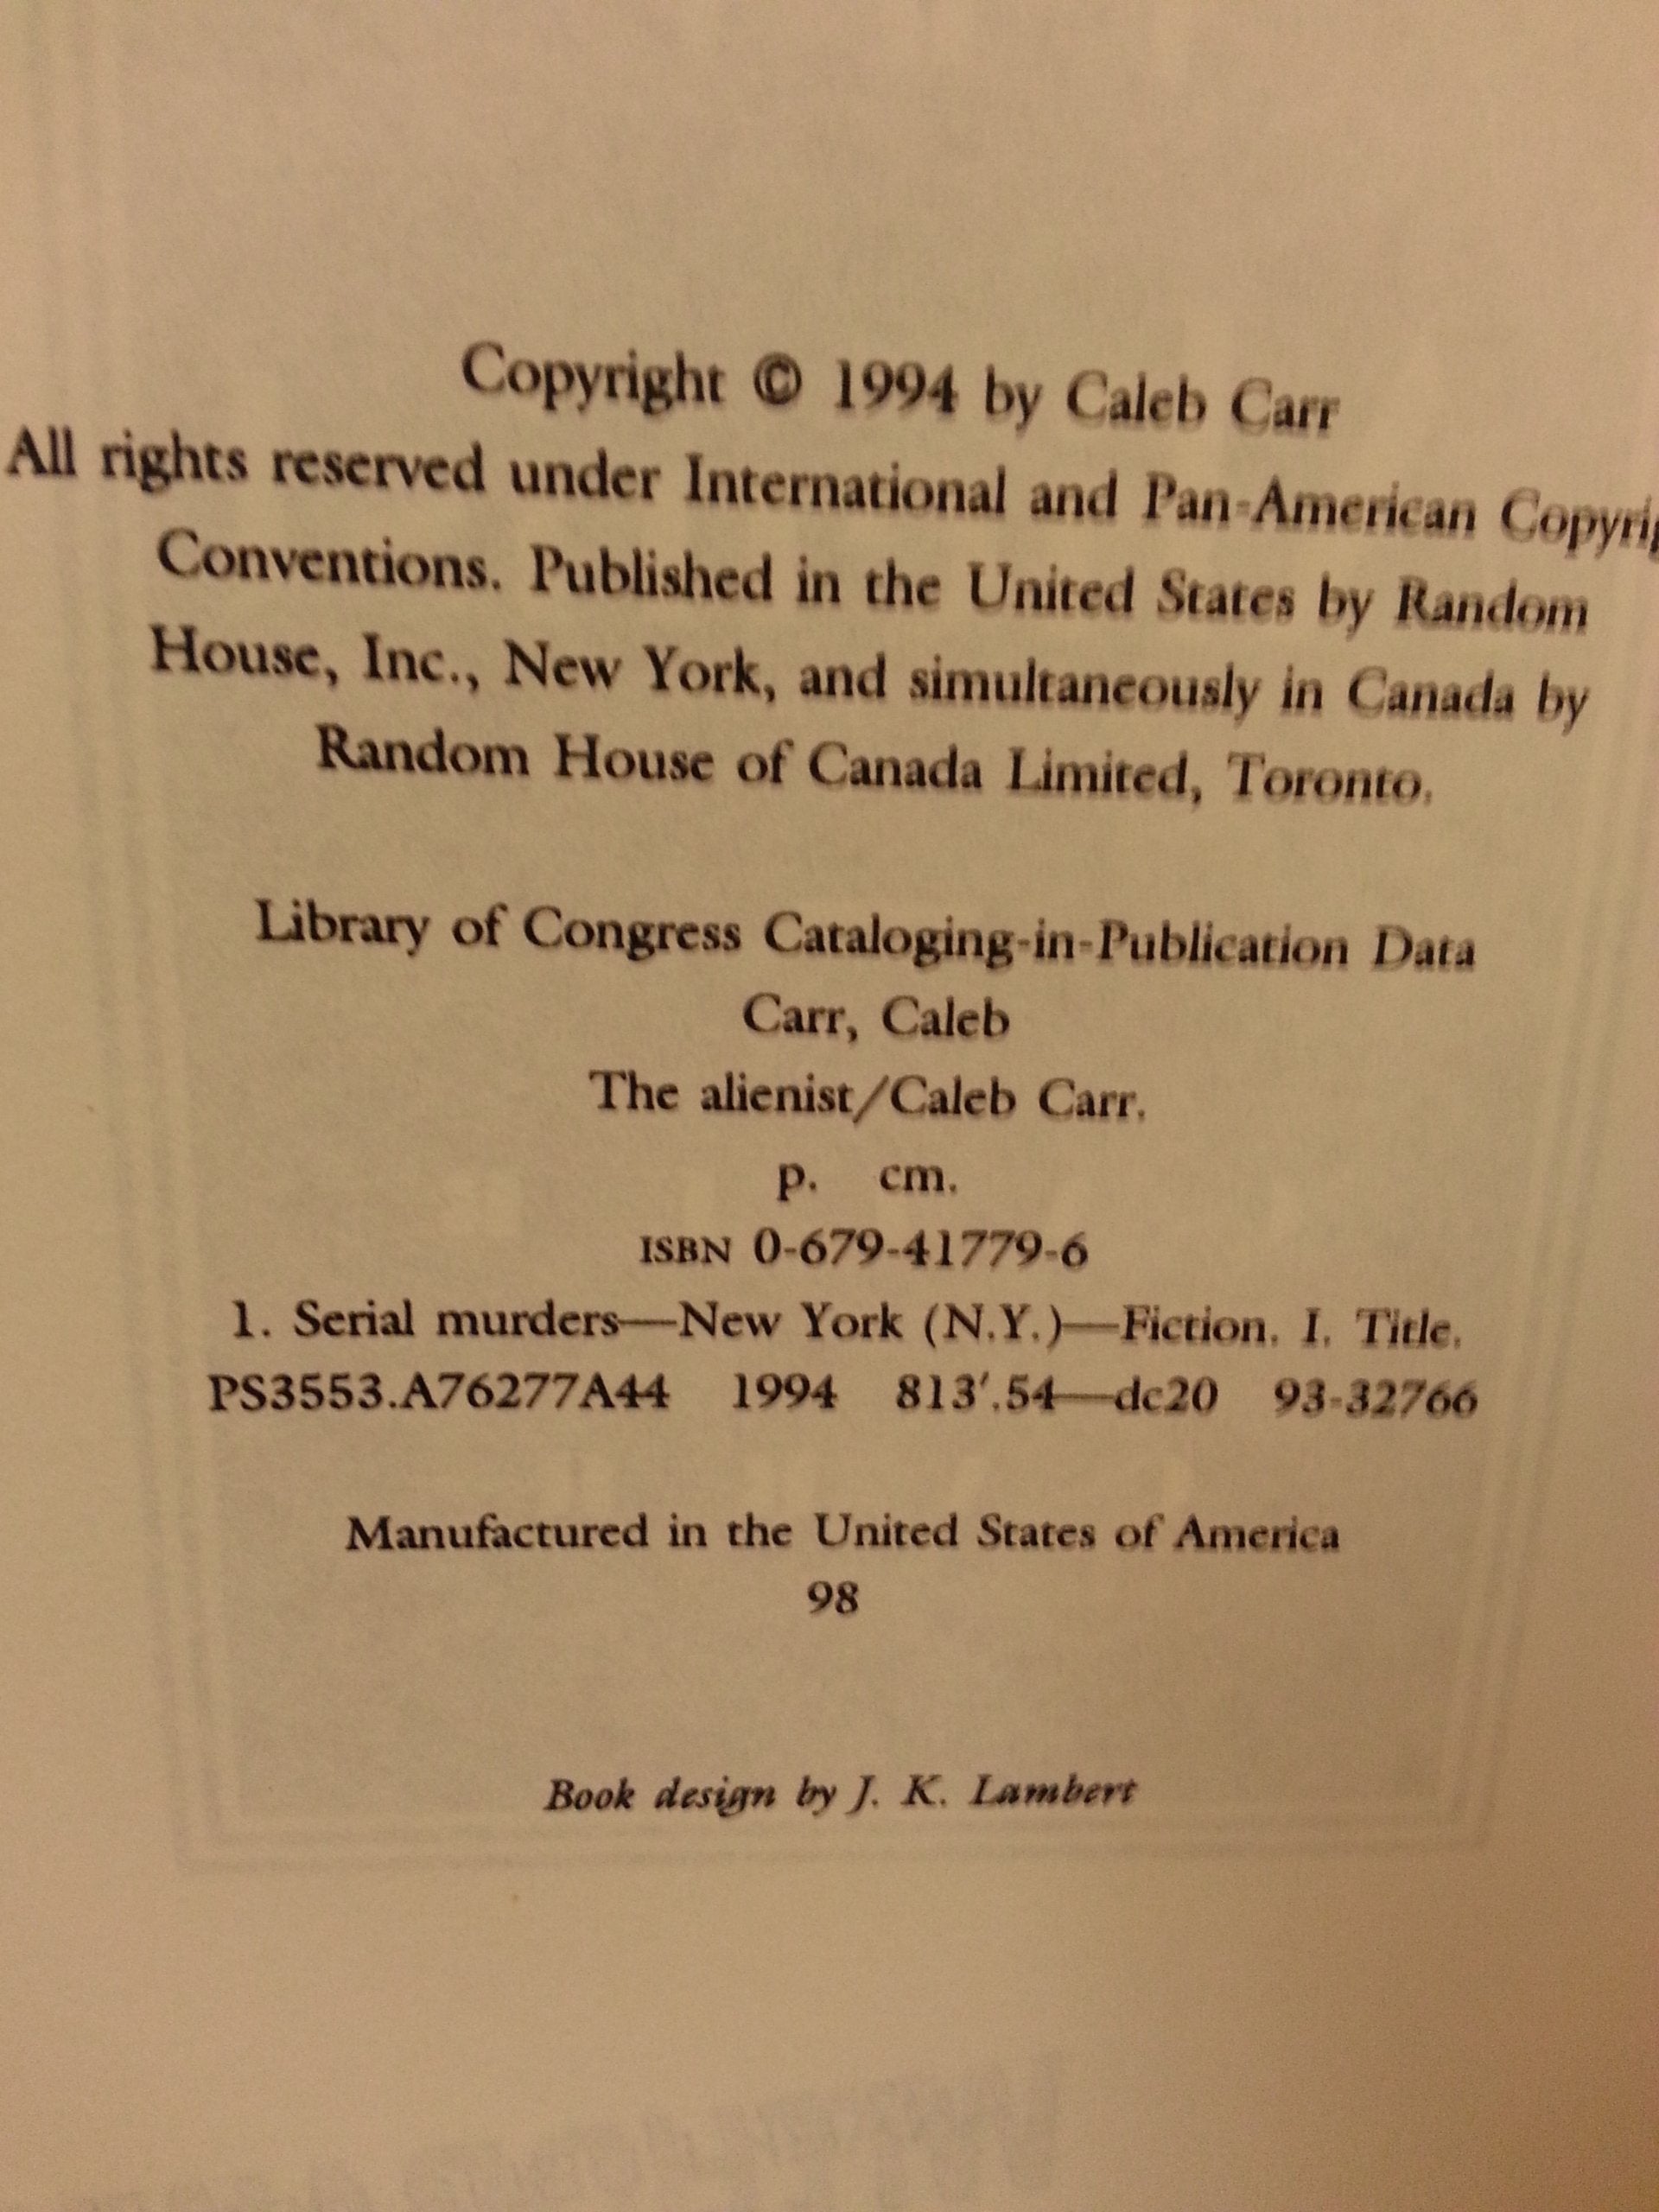 Copyright © 1994 by Caleb Carr
All rights reserved under International and Pan-American Copyrig
Conventions. Published in the United States by Random
House, Inc., New York, and simultaneously in Canada by
Random House of Canada Limited, Toronto.
Library of Congress Cataloging-in-Publication Data
Carr, Caleb
The alienist/Caleb Carr.
p. cm.
ISBN 0-679-41779-6
1. Serial murders—New York (N.Y.)—Fiction. I. Title.
PS3553.A76277A44 1994 813′.54—dc20 93-32766
Manufactured in the United States of America
98
Book design by J. K. Lambert